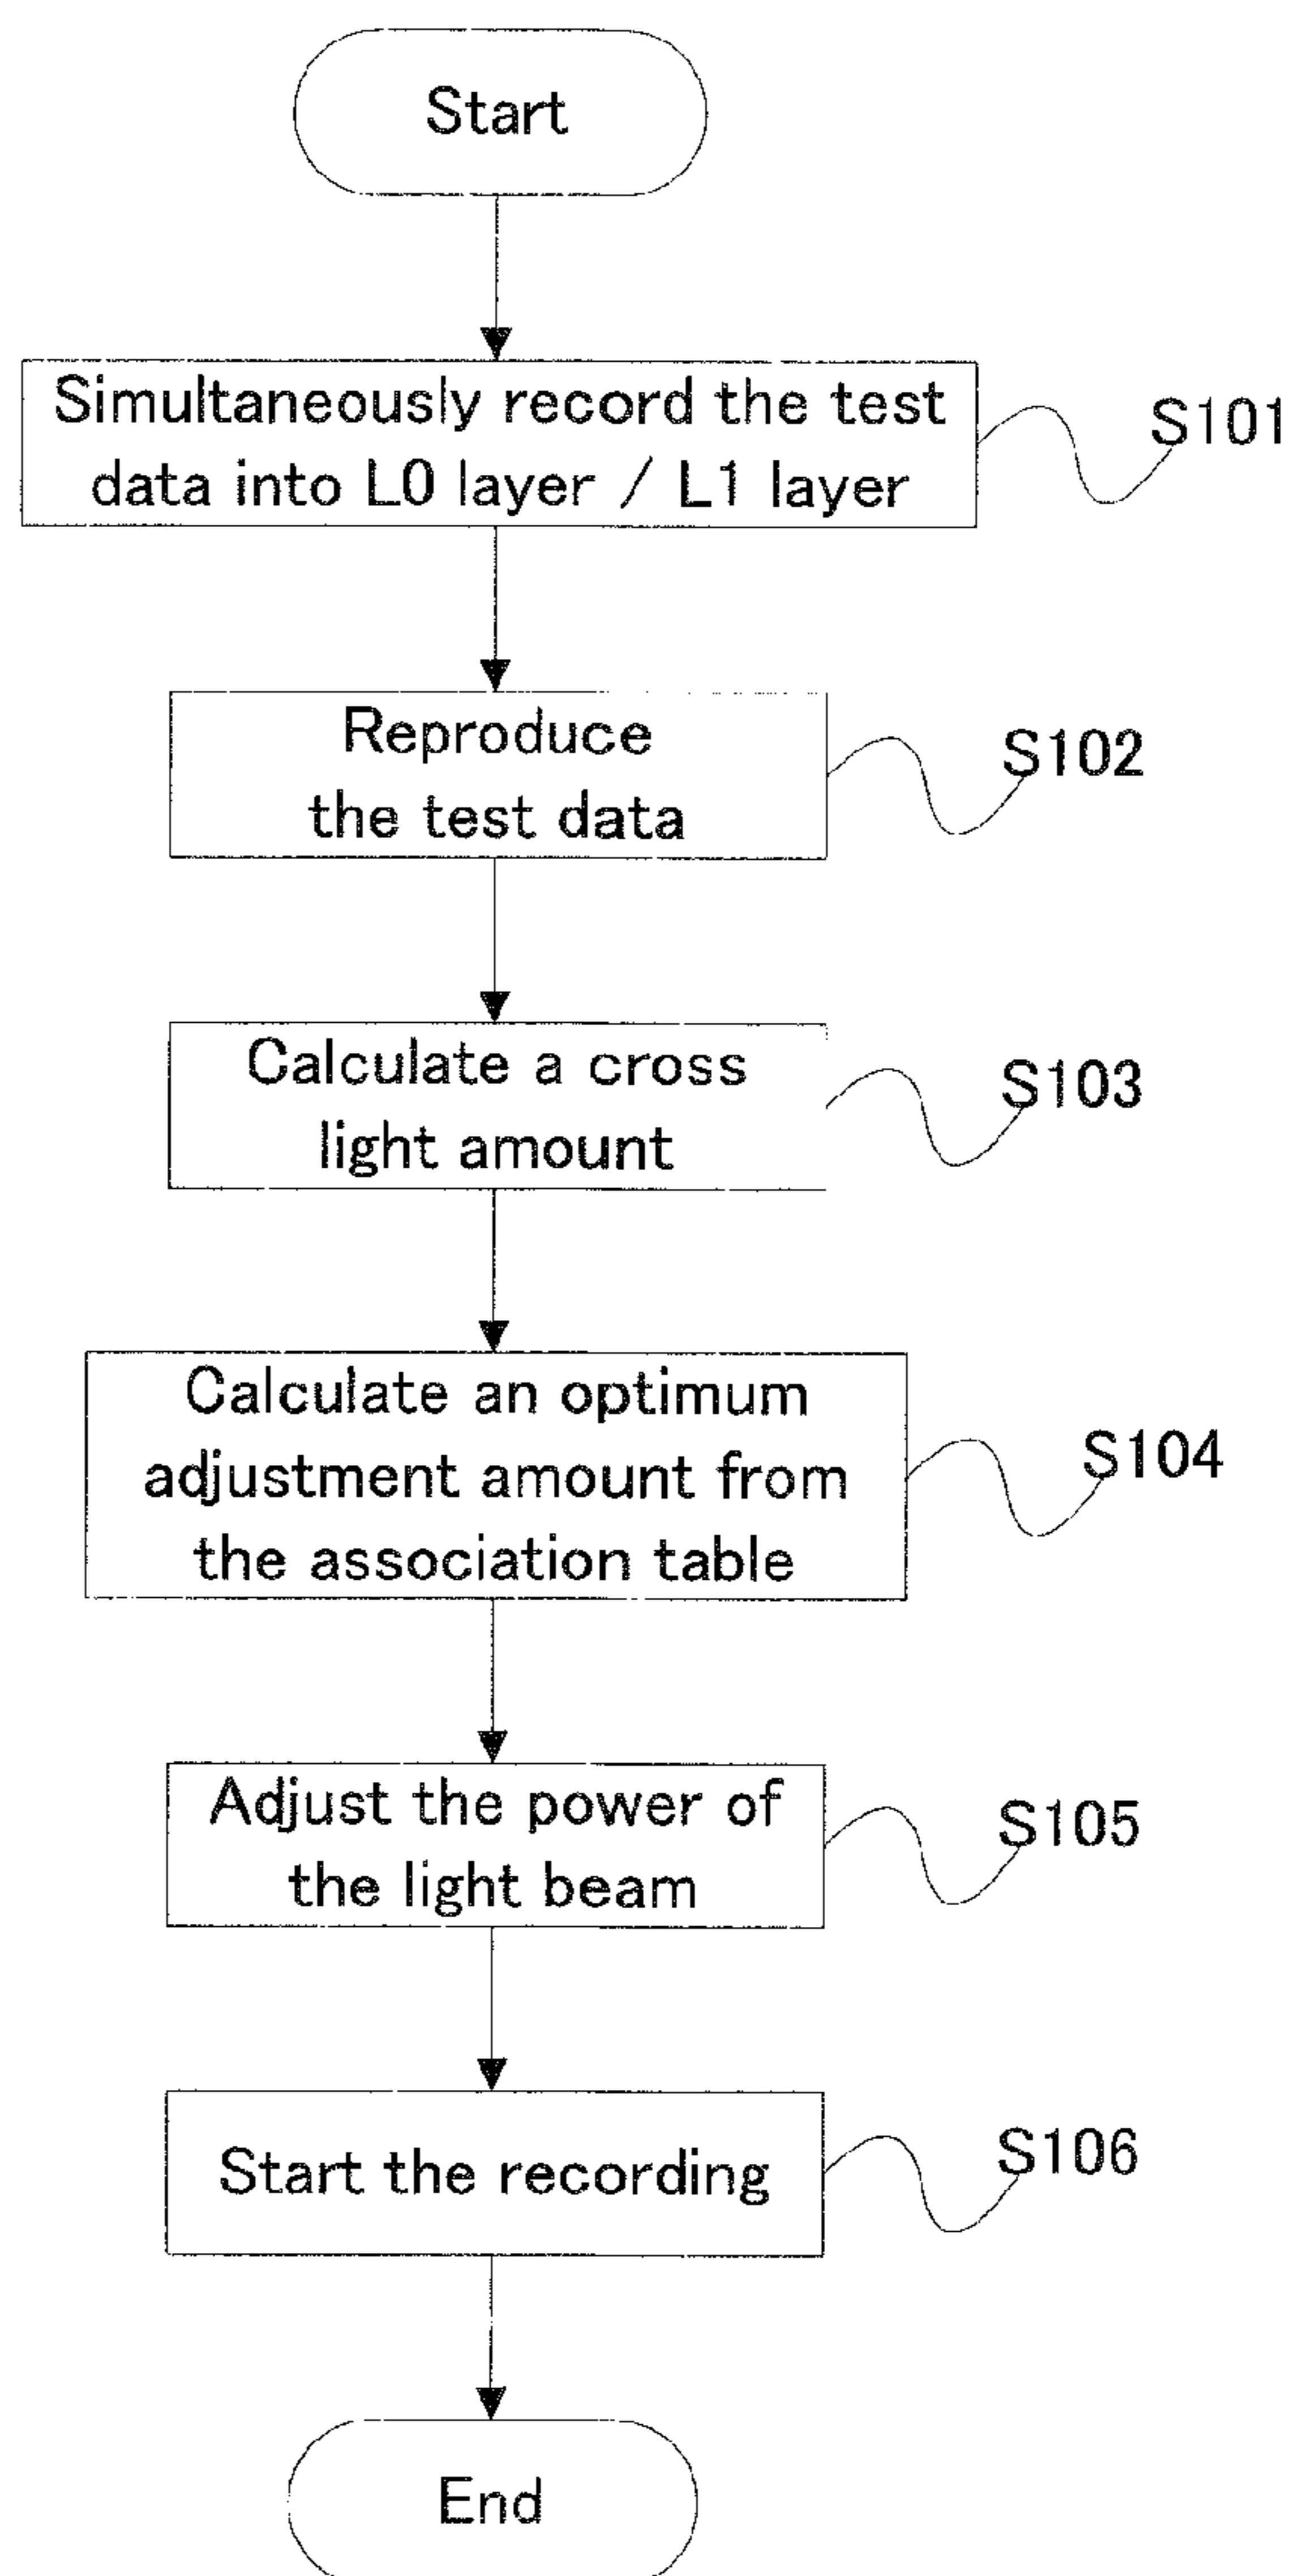 Start
Simultaneously record the test
data into L0 layer / L1 layer
S101
Reproduce
the test data
S102
Calculate a cross
light amount
S103
Calculate an optimum
adjustment amount from
the association table
S104
Adjust the power of
the light beam
S105
Start the recording
S106
End